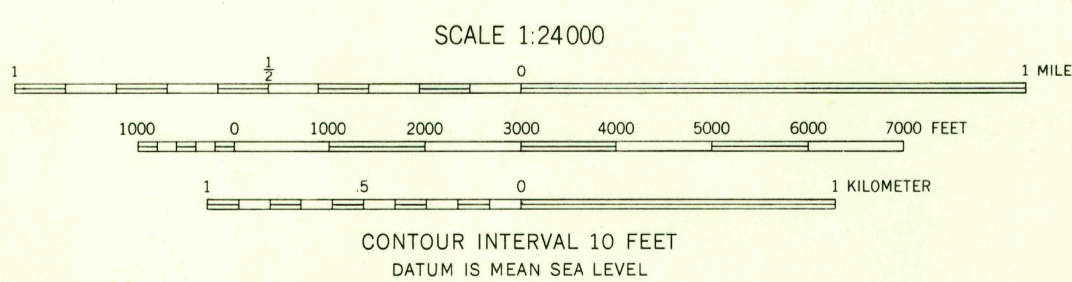 SCALE 1:24000
1 1/2 0 1 MILE
1000 0 1000 2000 3000 4000 5000 6000 7000 FEET
1 .5 0 1 KILOMETER
CONTOUR INTERVAL 10 FEET
DATUM IS MEAN SEA LEVEL